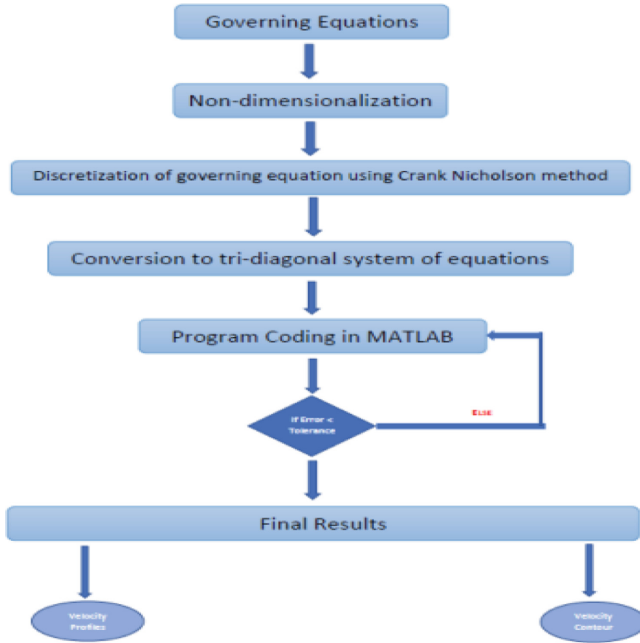 Governing Equations
Non-dimensionalization
Discretization of governing equation using Crank Nicholson method
Conversion to tri-diagonal system of equations
Program Coding in MATLAB
If Error <
Tolerance
ELSE
Final Results
Velocity
Profiles
Velocity
Contour